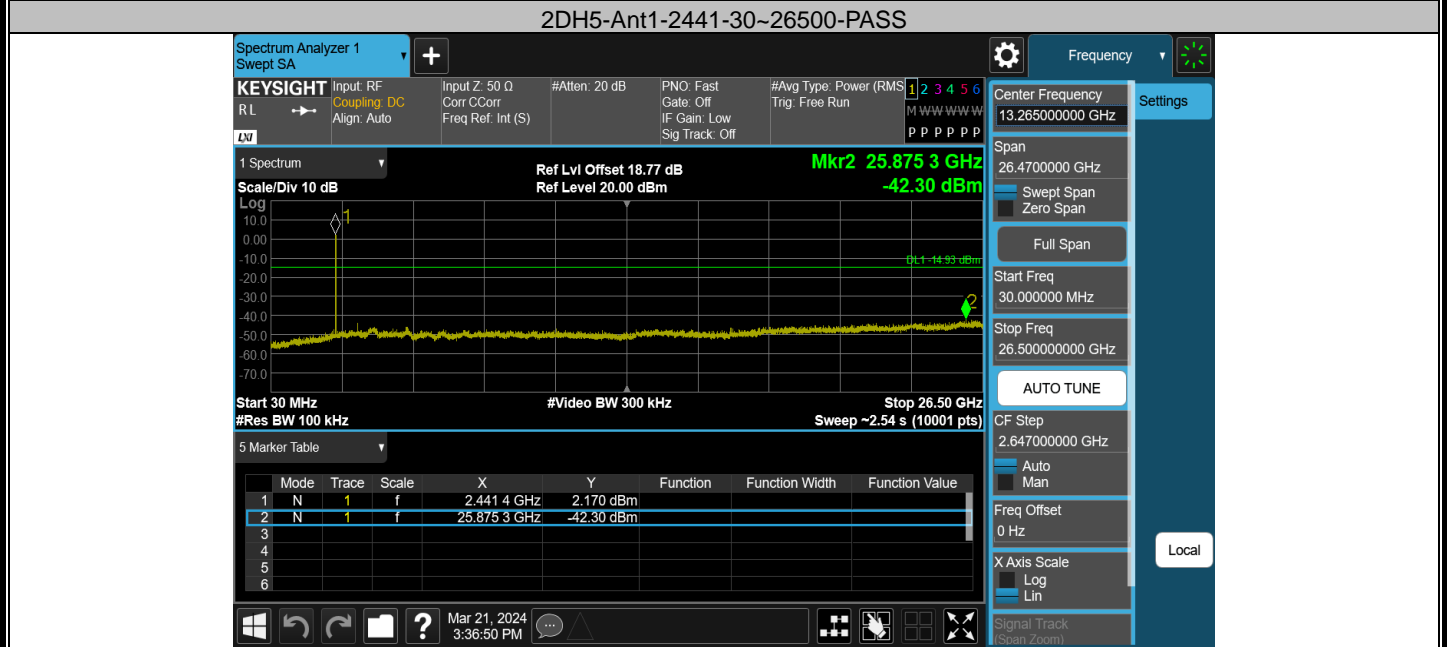 2DH5-Ant1-2441-30~26500-PASS
Spectrum Analyzer 1
Swept SA
+
Frequency
KEYSIGHT
RL
LXI
Input: RF
Coupling: DC
Align: Auto
Input Z: 50 Ω
Corr CCorr
Freq Ref: Int (S)
#Atten: 20 dB
PNO: Fast
Gate: Off
IF Gain: Low
Sig Track: Off
#Avg Type: Power (RMS
Trig: Free Run
1 2 3 4 5 6
M W W W W W
P P P P P P
1 Spectrum
Scale/Div 10 dB
Ref Lvl Offset 18.77 dB
Ref Level 20.00 dBm
Mkr2 25.875 3 GHz
-42.30 dBm
Log
10.0
0.00
-10.0
-20.0
-30.0
-40.0
-50.0
-60.0
-70.0
1
DL1 -14.93 dBm
2
Start 30 MHz
#Video BW 300 kHz
Stop 26.50 GHz
#Res BW 100 kHz
Sweep ~2.54 s (10001 pts)
5 Marker Table
Mode Trace Scale X Y Function Function Width Function Value
1 N 1 f 2.441 4 GHz 2.170 dBm
2 N 1 f 25.875 3 GHz -42.30 dBm
3
4
5
6
Mar 21, 2024
3:36:50 PM
?
Center Frequency
13.265000000 GHz
Settings
Span
26.4700000 GHz
Swept Span
Zero Span
Full Span
Start Freq
30.000000 MHz
Stop Freq
26.500000000 GHz
AUTO TUNE
CF Step
2.647000000 GHz
Auto
Man
Freq Offset
0 Hz
X Axis Scale
Log
Lin
Signal Track
(Span Zoom)
Local